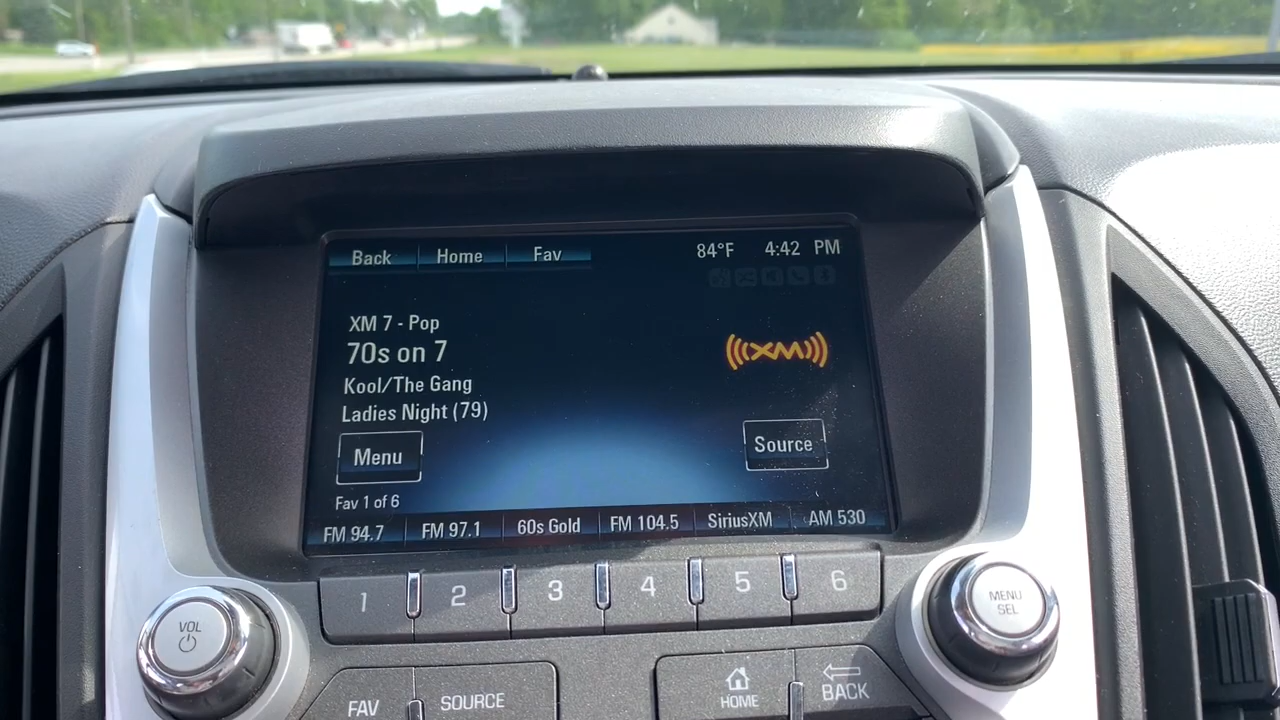 Back Home Fav 84°F 4:42 PM
XM 7 - Pop
70s on 7
((XM))
Kool/The Gang
Ladies Night (79)
Menu
Source
Fav 1 of 6
FM 94.7 FM 97.1 60s Gold FM 104.5 SiriusXM AM 530
1 2 3 4 5 6
VOL
MENU
SEL
FAV SOURCE
HOME BACK